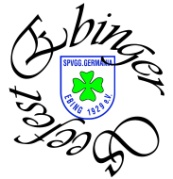 Ebinger
Seefest
SPVGG. GERMANIA
EBING 1929 e.V.